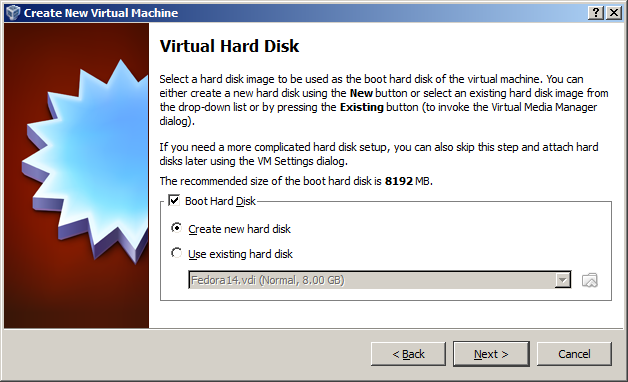 Create New Virtual Machine
Virtual Hard Disk
Select a hard disk image to be used as the boot hard disk of the virtual machine. You can
either create a new hard disk using the New button or select an existing hard disk image from
the drop-down list or by pressing the Existing button (to invoke the Virtual Media Manager
dialog).
If you need a more complicated hard disk setup, you can also skip this step and attach hard
disks later using the VM Settings dialog.
The recommended size of the boot hard disk is 8192 MB.
Boot Hard Disk
Create new hard disk
Use existing hard disk
Fedora14.vdi (Normal, 8.00 GB)
< Back Next > Cancel